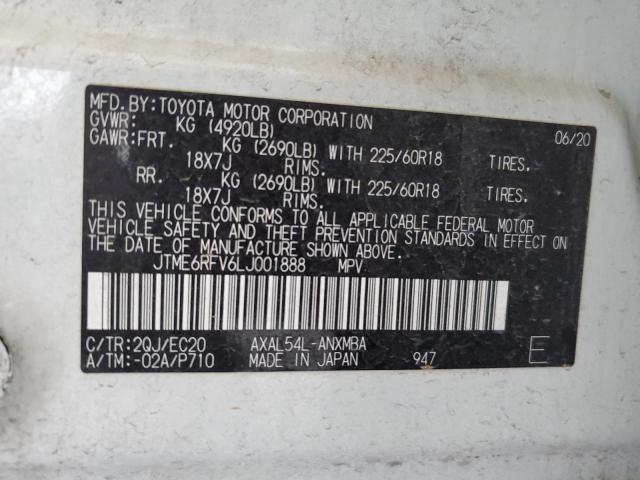 MFD.BY:TOYOTA MOTOR CORPORATION 06/20
GVWR: KG (4920LB)
GAWR:FRT. KG (2690LB) WITH 225/60R18 TIRES.
18X7J RIMS.
RR. KG (2690LB) WITH 225/60R18 TIRES.
18X7J RIMS.
THIS VEHICLE CONFORMS TO ALL APPLICABLE FEDERAL MOTOR
VEHICLE SAFETY AND THEFT PREVENTION STANDARDS IN EFFECT ON
THE DATE OF MANUFACTURE SHOWN ABOVE.
JTME6RFV6LJ001888 MPV
C/TR:2QJ/EC20 AXAL54L-ANXMBA
A/TM:-02A/P710 MADE IN JAPAN 947 E